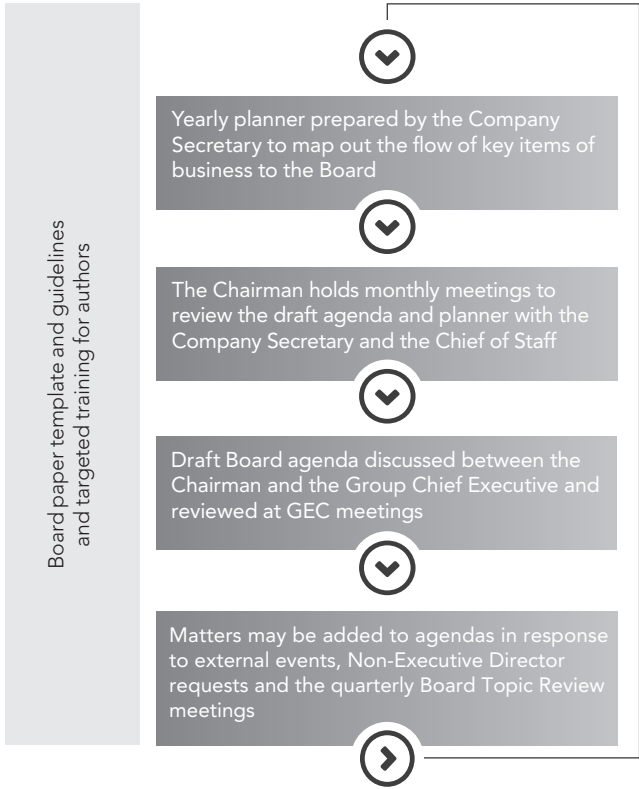 Board paper template and guidelines
and targeted training for authors
Yearly planner prepared by the Company
Secretary to map out the flow of key items of
business to the Board
The Chairman holds monthly meetings to
review the draft agenda and planner with the
Company Secretary and the Chief of Staff
Draft Board agenda discussed between the
Chairman and the Group Chief Executive and
reviewed at GEC meetings
Matters may be added to agendas in response
to external events, Non-Executive Director
requests and the quarterly Board Topic Review
meetings